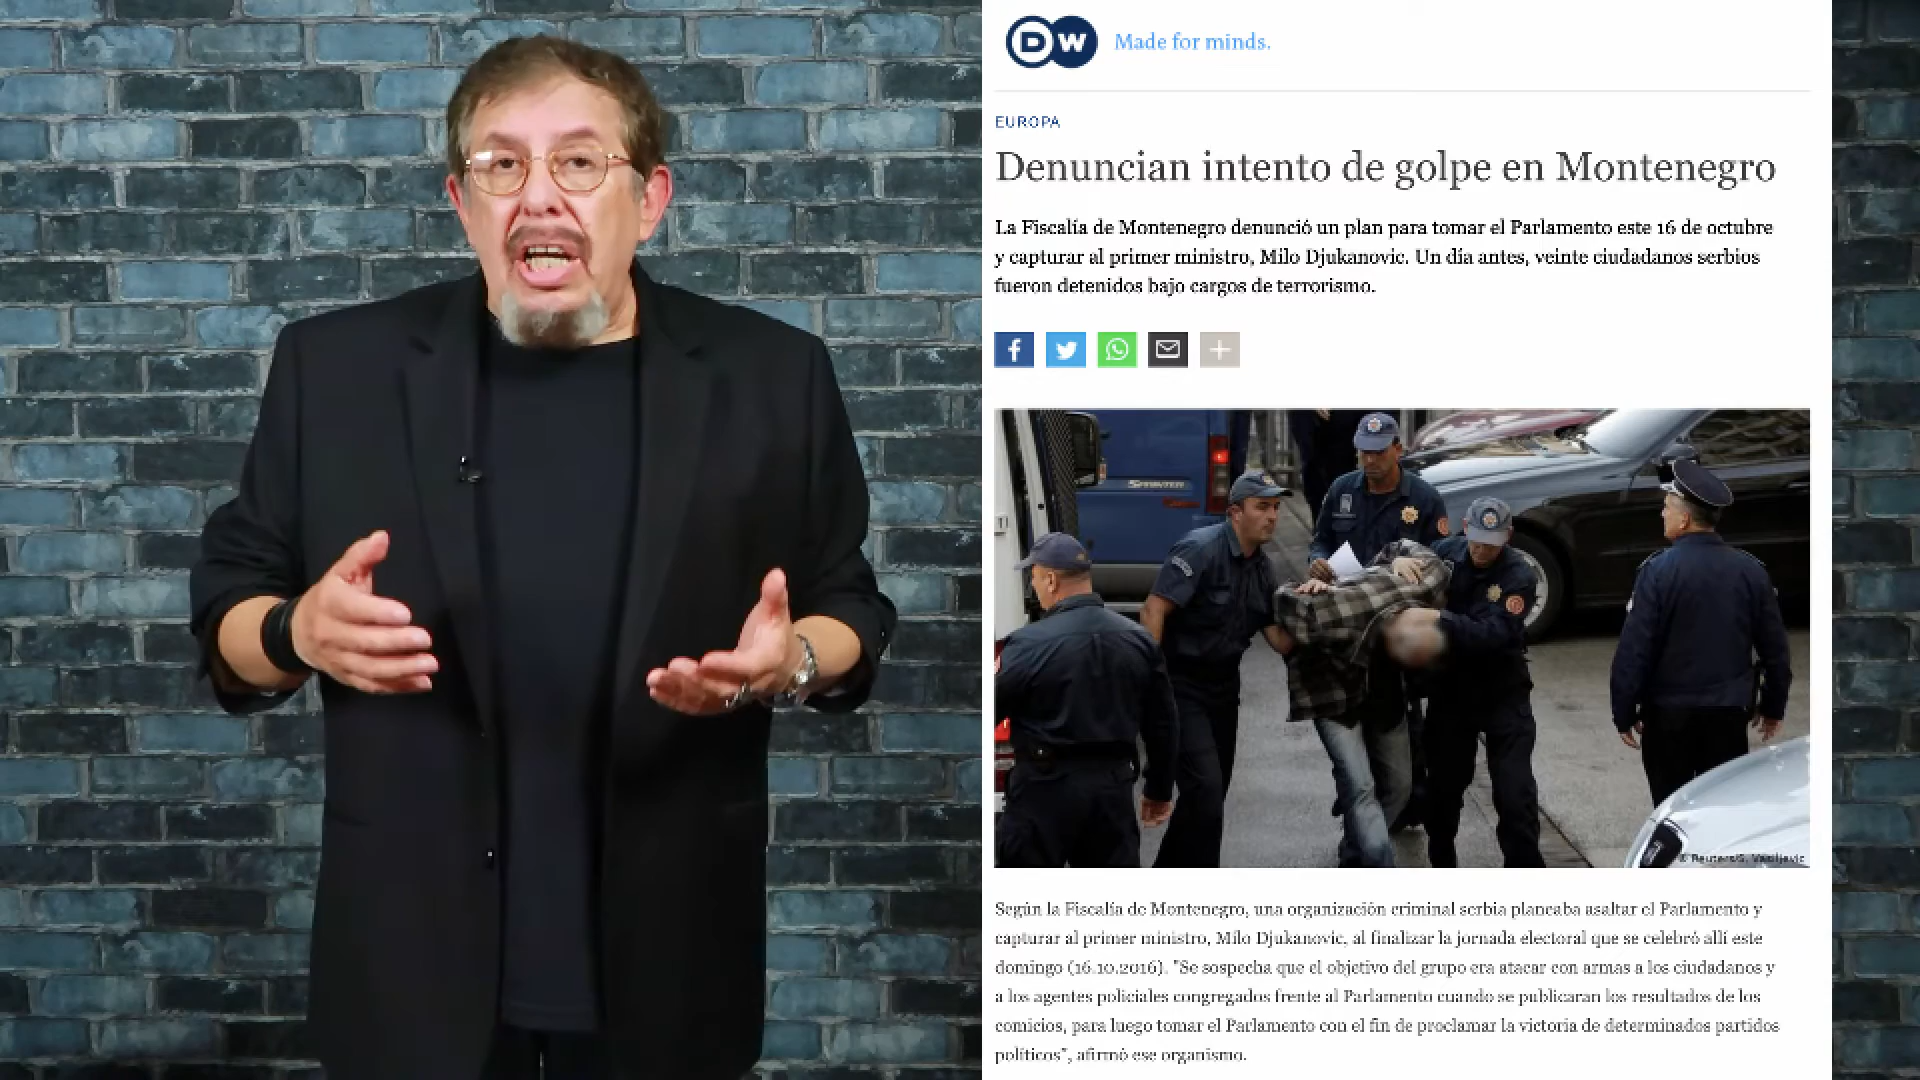 DW Made for minds.
EUROPA
Denuncian intento de golpe en Montenegro
La Fiscalía de Montenegro denunció un plan para tomar el Parlamento este 16 de octubre
y capturar al primer ministro, Milo Djukanovic. Un día antes, veinte ciudadanos serbios
fueron detenidos bajo cargos de terrorismo.
SPRINTER
© Reuters/S. Vasiljevic
Según la Fiscalía de Montenegro, una organización criminal serbia planeaba asaltar el Parlamento y
capturar al primer ministro, Milo Djukanovic, al finalizar la jornada electoral que se celebró allí este
domingo (16.10.2016). "Se sospecha que el objetivo del grupo era atacar con armas a los ciudadanos y
a los agentes policiales congregados frente al Parlamento cuando se publicaran los resultados de los
comicios, para luego tomar el Parlamento con el fin de proclamar la victoria de determinados partidos
políticos", afirmó ese organismo.